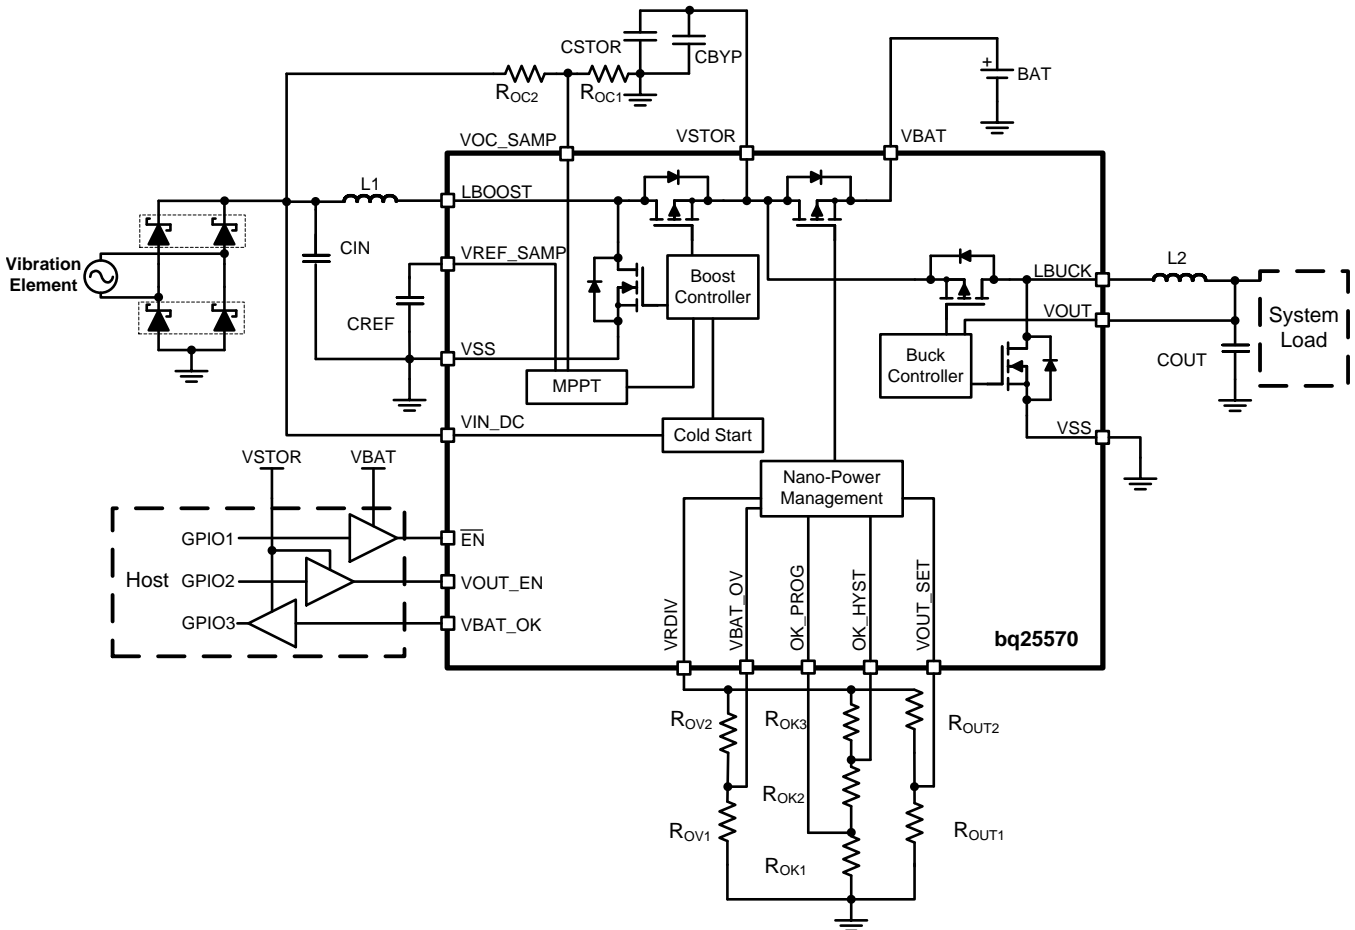 CSTOR
CBYP
BAT
+
ROC2
ROC1
VOC_SAMP
VSTOR
VBAT
L1
LBOOST
CIN
VREF_SAMP
Boost
Controller
Vibration
Element
CREF
VSS
MPPT
VIN_DC
Cold Start
LBUCK
L2
VOUT
Buck
Controller
COUT
System
Load
VSS
VSTOR
VBAT
Nano-Power
Management
GPIO1
EN
Host
GPIO2
VOUT_EN
GPIO3
VBAT_OK
VRDIV
VBAT_OV
OK_PROG
OK_HYST
VOUT_SET
bq25570
ROV2
ROK3
ROUT2
ROK2
ROV1
ROUT1
ROK1